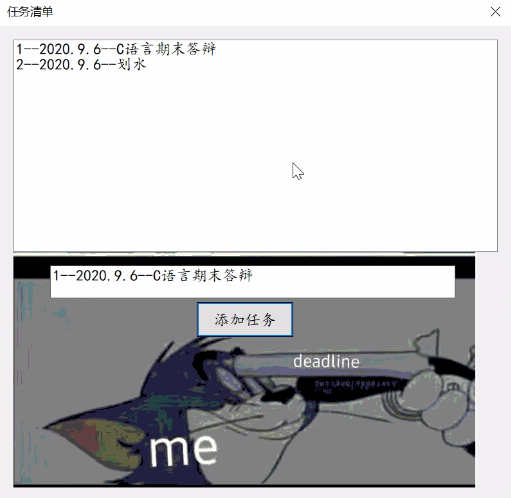 任务清单
1--2020.9.6--C语言期末答辩
2--2020.9.6--划水
1--2020.9.6--C语言期末答辩
添加任务
deadline
me